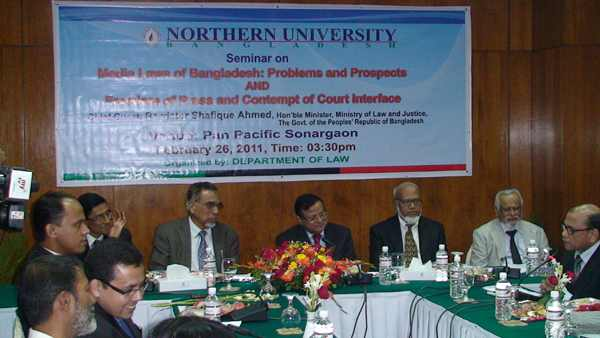 NORTHERN UNIVERSITY
BANGLADESH
Seminar on
Media Laws of Bangladesh: Problems and Prospects
AND
Freedom of Press and Contempt of Court Interface
Chief Guest: Barrister Shafique Ahmed, Hon'ble Minister, Ministry of Law and Justice,
The Govt. of the Peoples' Republic of Bangladesh
Venue: Pan Pacific Sonargaon
February 26, 2011, Time: 03:30pm
Organized by: DEPARTMENT OF LAW